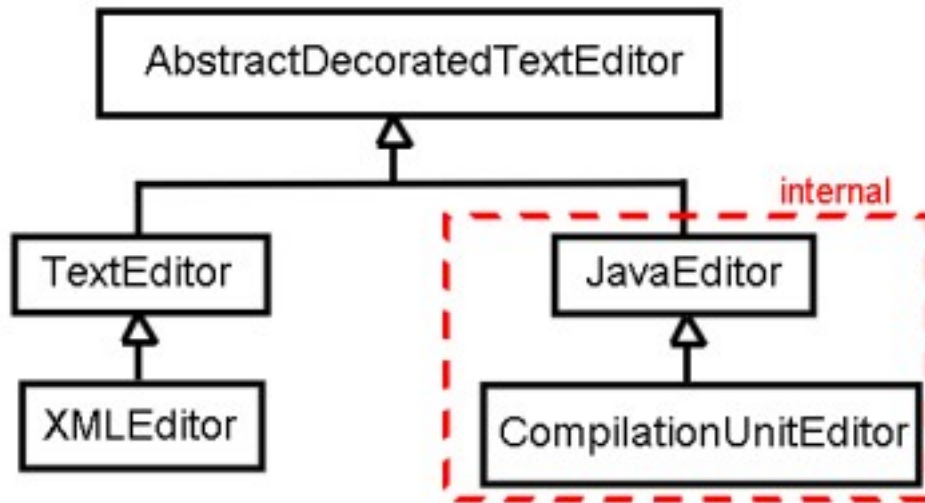 AbstractDecoratedTextEditor
internal
TextEditor
JavaEditor
XMLEditor
CompilationUnitEditor